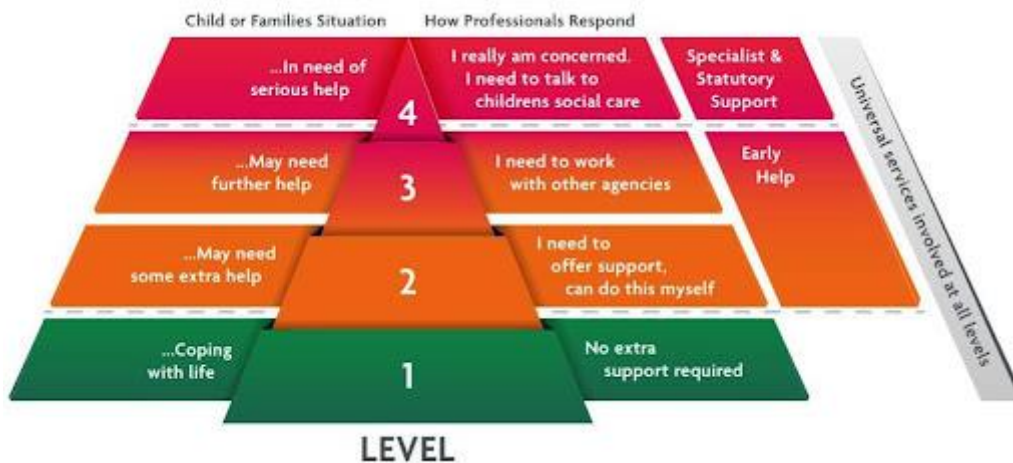 Child or Families Situation
How Professionals Respond
...In need of
serious help
4
I really am concerned.
I need to talk to
childrens social care
Specialist &
Statutory
Support
...May need
further help
3
I need to work
with other agencies
Early
Help
...May need
some extra help
2
I need to
offer support,
can do this myself
...Coping
with life
1
No extra
support required
LEVEL
Universal services involved at all levels